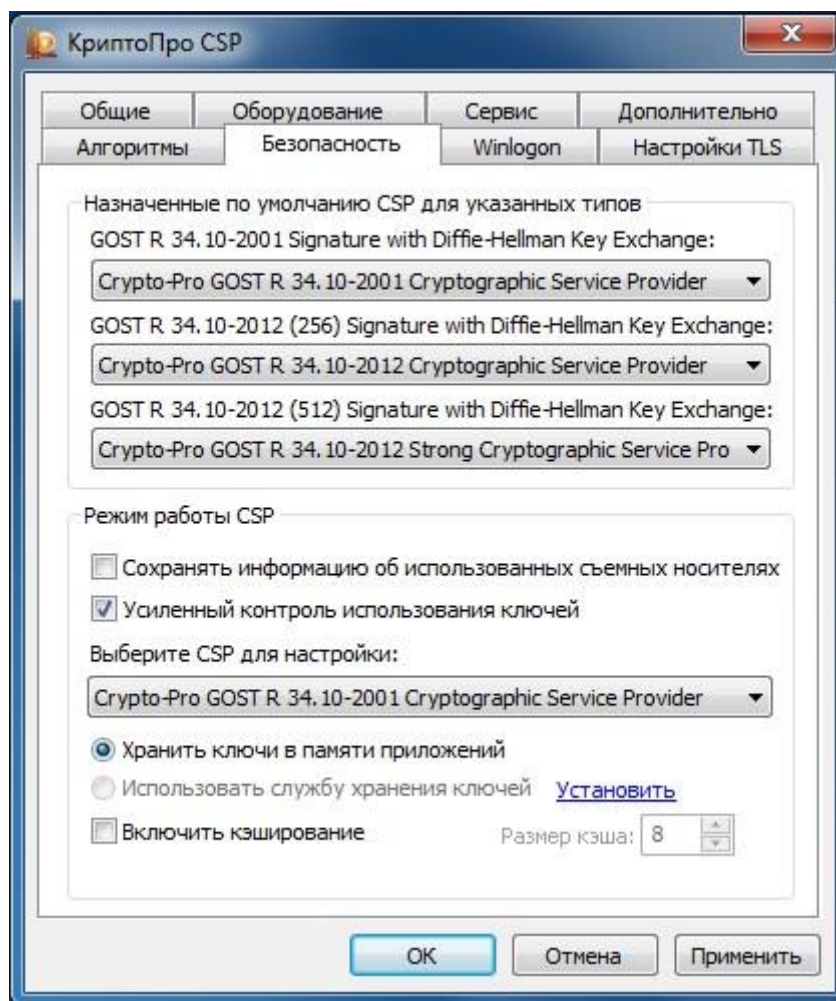 КриптоПро CSP
Общие Оборудование Сервис Дополнительно
Алгоритмы Безопасность Winlogon Настройки TLS
Назначенные по умолчанию CSP для указанных типов
GOST R 34.10-2001 Signature with Diffie-Hellman Key Exchange:
Crypto-Pro GOST R 34.10-2001 Cryptographic Service Provider
GOST R 34.10-2012 (256) Signature with Diffie-Hellman Key Exchange:
Crypto-Pro GOST R 34.10-2012 Cryptographic Service Provider
GOST R 34.10-2012 (512) Signature with Diffie-Hellman Key Exchange:
Crypto-Pro GOST R 34.10-2012 Strong Cryptographic Service Pro
Режим работы CSP
Сохранять информацию об использованных съемных носителях
Усиленный контроль использования ключей
Выберите CSP для настройки:
Crypto-Pro GOST R 34.10-2001 Cryptographic Service Provider
Хранить ключи в памяти приложений
Использовать службу хранения ключей Установить
Включить кэширование Размер кэша: 8
ОК Отмена Применить